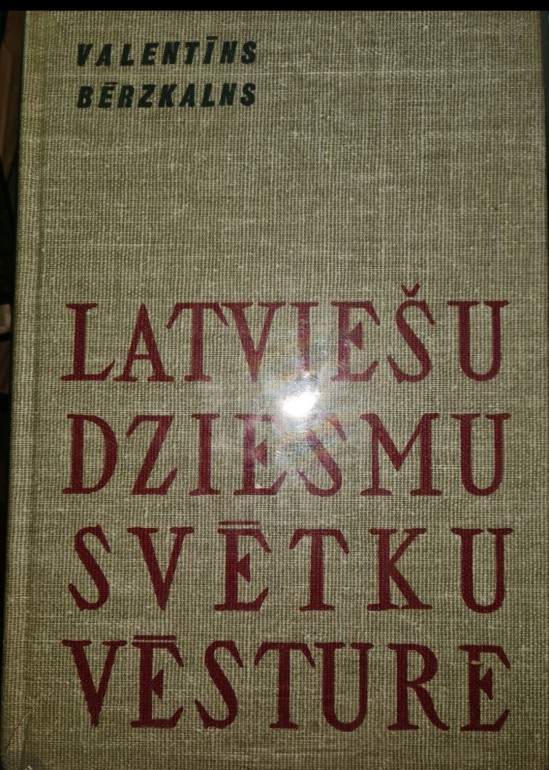 VALENTĪNS
BĒRZKALNS
LATVIEŠU
DZIESMU
SVĒTKU
VĒSTURE